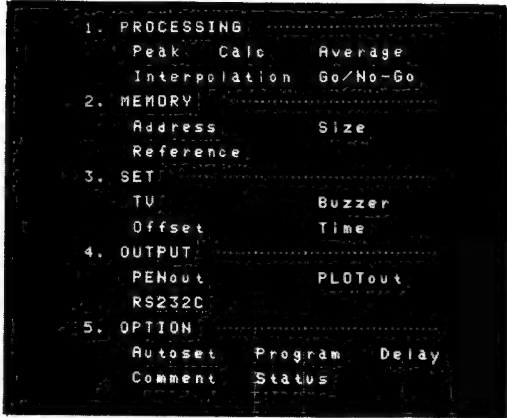 1. PROCESSING
Peak Calc Average
Interpolation Go/No-Go
2. MEMORY
Address Size
Reference
3. SET
TV Buzzer
Offset Time
4. OUTPUT
PENout PLOTout
RS232C
5. OPTION
Autoset Program Delay
Comment Status